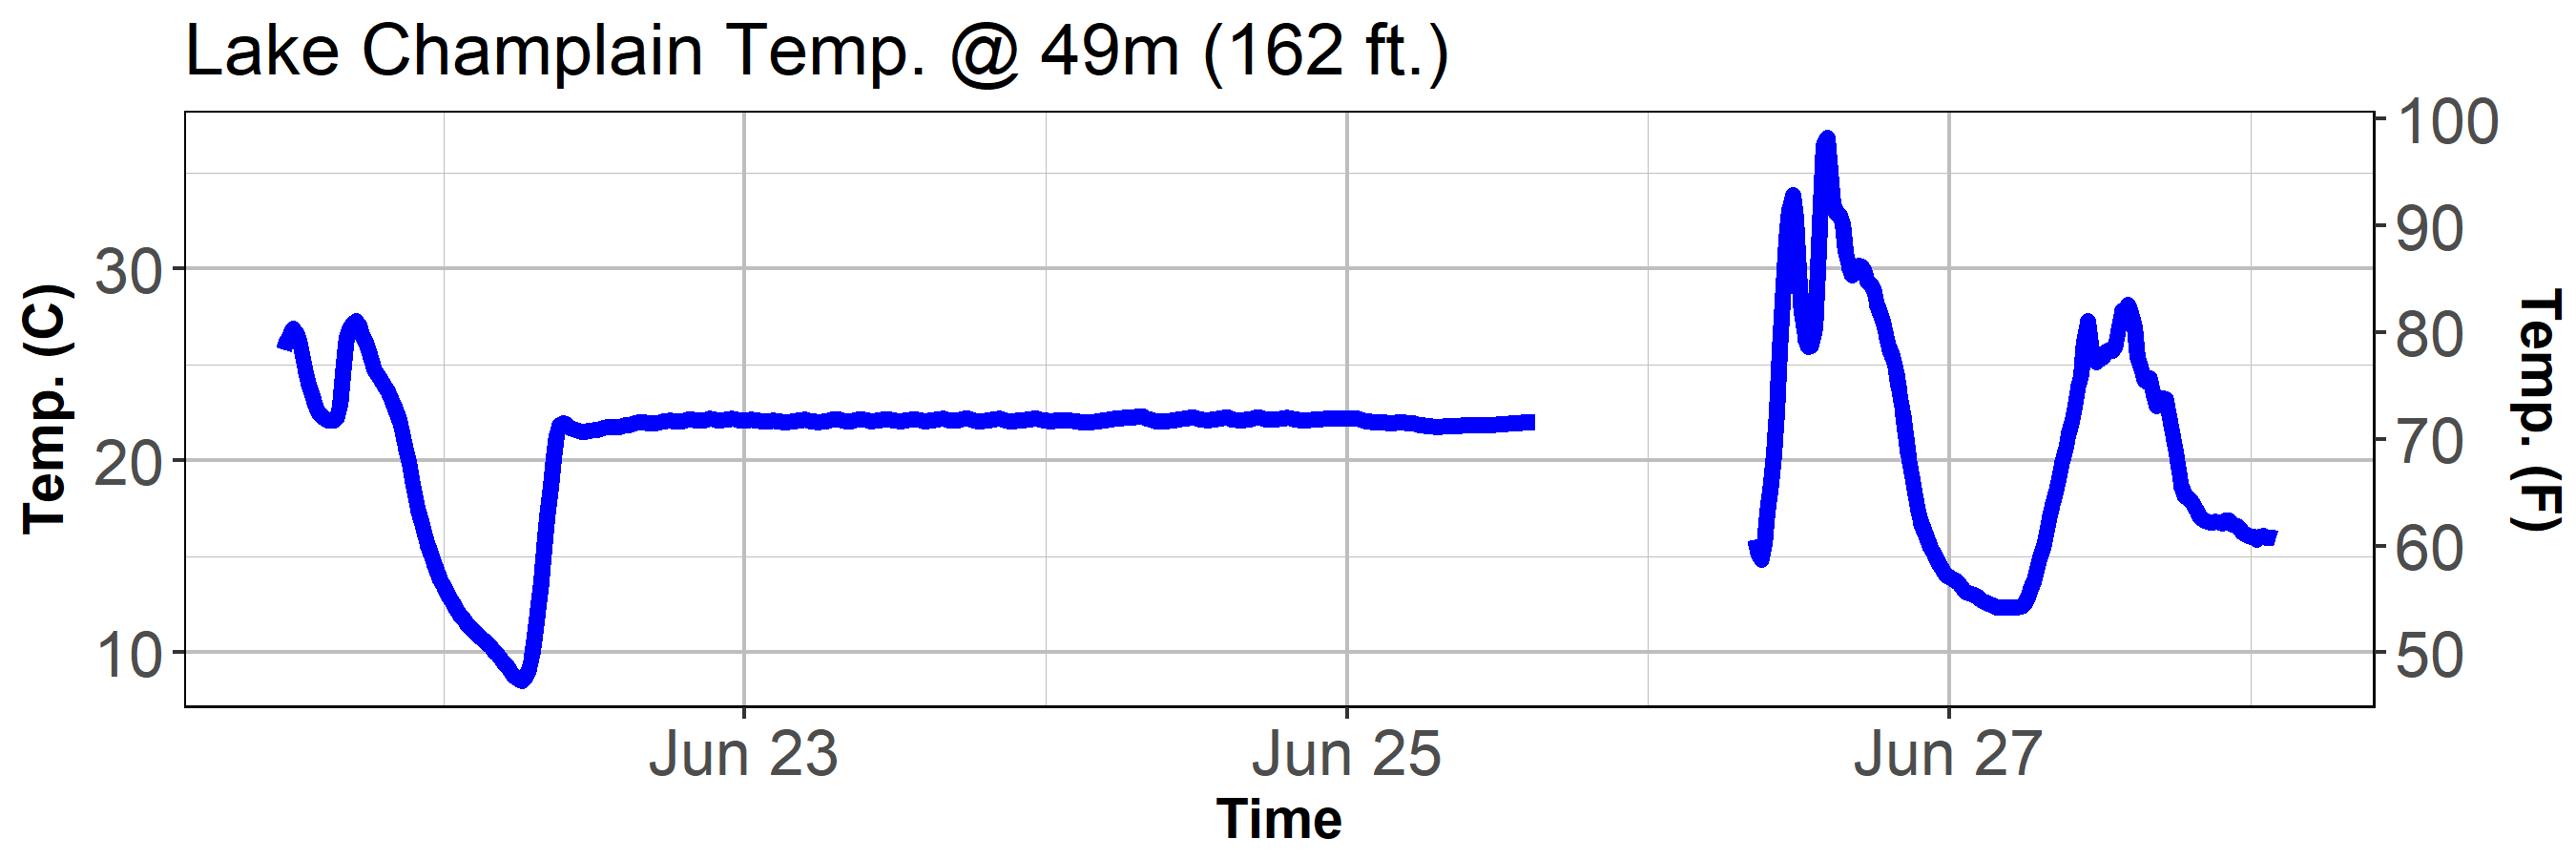 Lake Champlain Temp. @ 49m (162 ft.)
100
90
80
70
60
50
30
20
10
Temp. (C)
Temp. (F)
Jun 23
Jun 25
Jun 27
Time